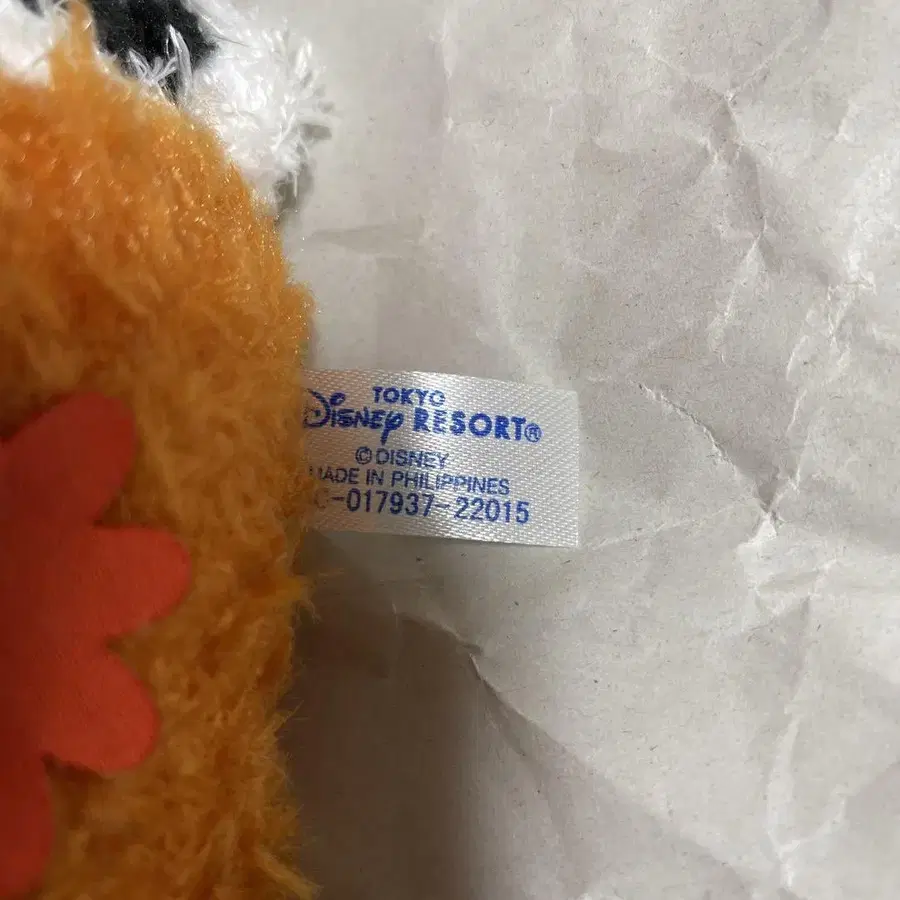 TOKYO
Disney RESORT®
© DISNEY
MADE IN PHILIPPINES
-017937-22015